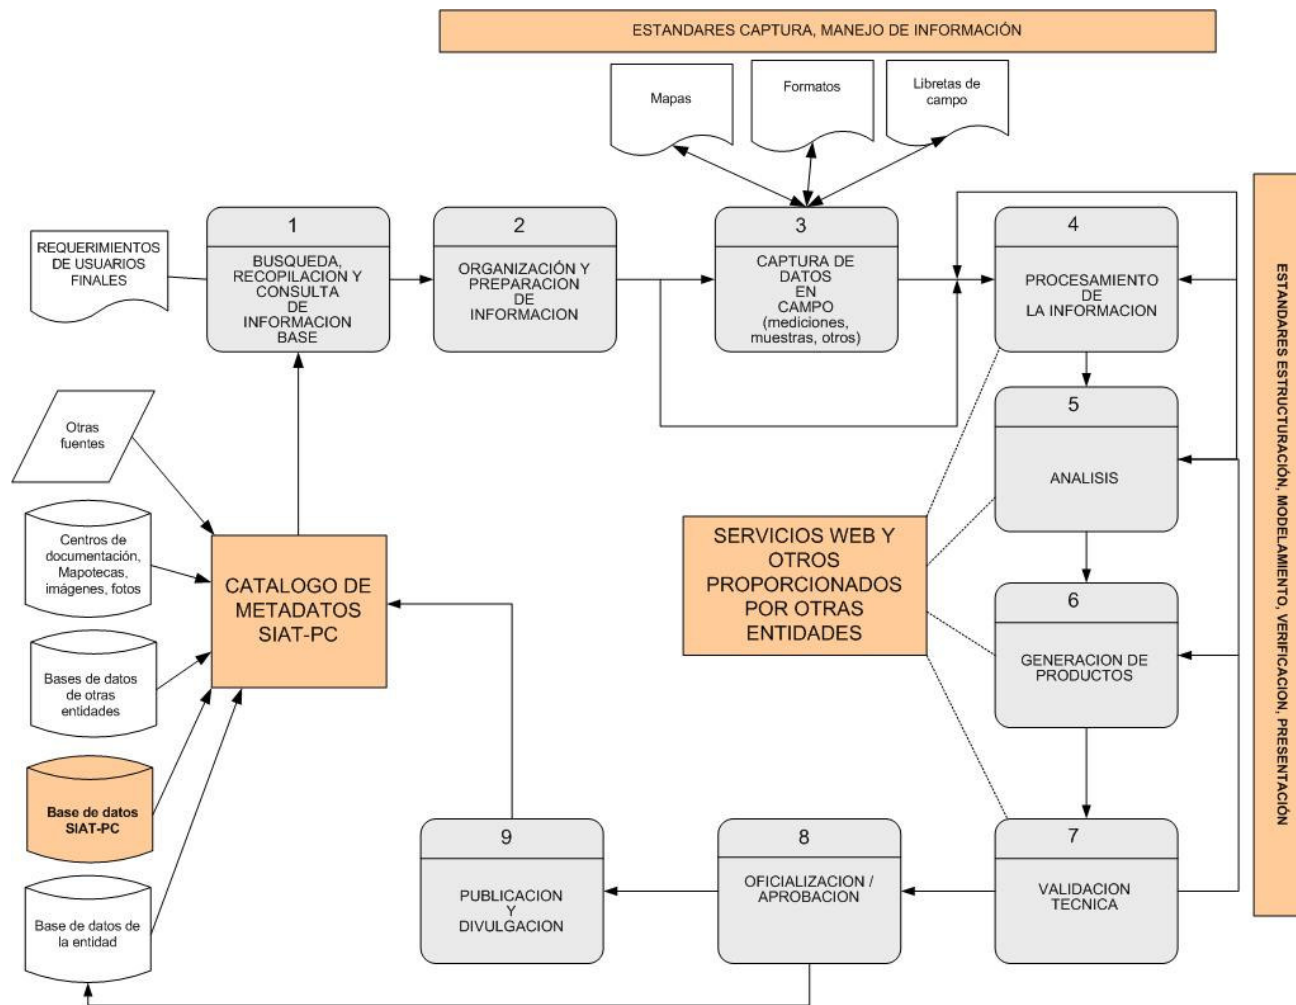 ESTANDARES CAPTURA, MANEJO DE INFORMACIÓN
Mapas
Formatos
Libretas de
campo
REQUERIMIENTOS
DE USUARIOS
FINALES
1
BUSQUEDA,
RECOPILACION Y
CONSULTA
DE
INFORMACION
BASE
2
ORGANIZACIÓN Y
PREPARACION
DE
INFORMACION
3
CAPTURA DE
DATOS
EN
CAMPO
(mediciones,
muestras, otros)
4
PROCESAMIENTO
DE
LA INFORMACION
ESTANDARES ESTRUCTURACIÓN, MODELAMIENTO, VERIFICACION, PRESENTACIÓN
5
ANALISIS
Otras
fuentes
Centros de
documentación,
Mapotecas,
imágenes, fotos
CATALOGO DE
METADATOS
SIAT-PC
SERVICIOS WEB Y
OTROS
PROPORCIONADOS
POR OTRAS
ENTIDADES
6
GENERACION DE
PRODUCTOS
Bases de datos
de otras
entidades
Base de datos
SIAT-PC
Base de datos de
la entidad
9
PUBLICACION
Y
DIVULGACION
8
OFICIALIZACION /
APROBACION
7
VALIDACION
TECNICA